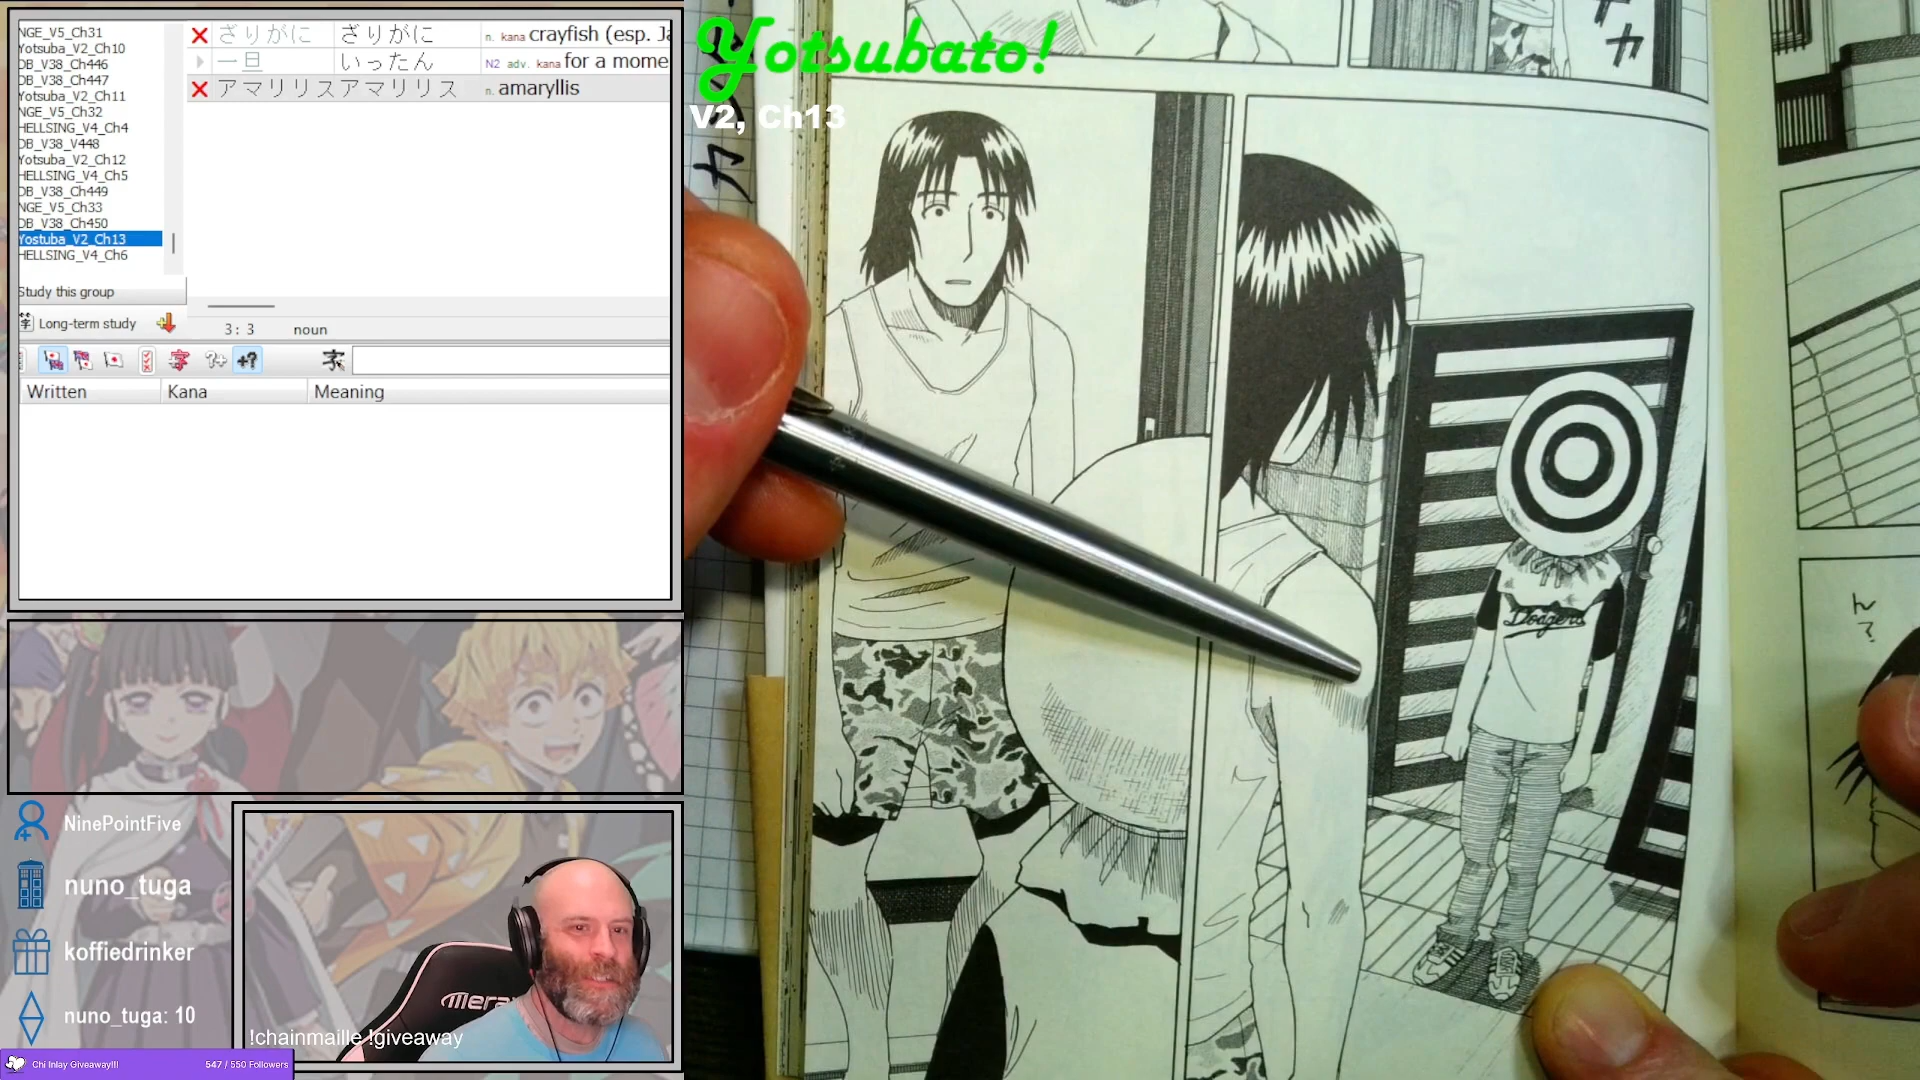 NGE_V5_Ch31
Yotsuba_V2_Ch10
DB_V38_Ch446
DB_V38_Ch447
Yotsuba_V2_Ch11
NGE_V5_Ch32
HELLSING_V4_Ch4
DB_V38_V448
Yotsuba_V2_Ch12
HELLSING_V4_Ch5
DB_V38_Ch449
NGE_V5_Ch33
DB_V38_Ch450
Yostuba_V2_Ch13
HELLSING_V4_Ch6
Study this group
Long-term study
ざりがに ざりがに n. kana crayfish (esp. Ja
一旦 いったん N2 adv. kana for a mome
アマリリス アマリリス n. amaryllis
3: 3 noun
Written Kana Meaning
Yotsubato!
V2, Ch13
カ
Dodgers
ん?
NinePointFive
nuno_tuga
koffiedrinker
nuno_tuga: 10
!chainmaille !giveaway
Chi Inlay Giveaway!!! 547 / 550 Followers